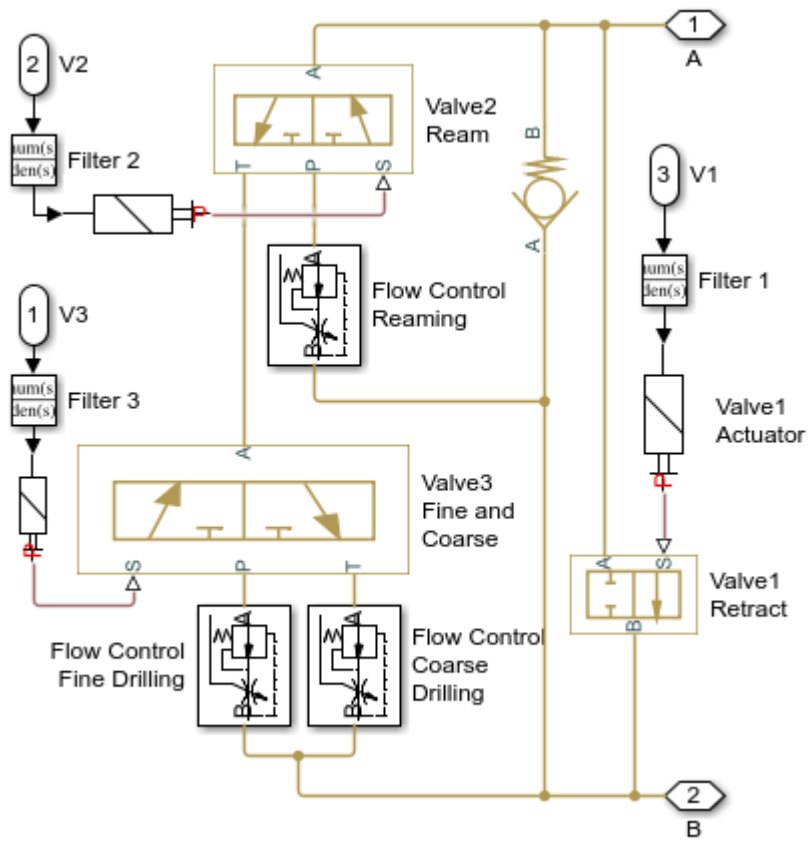 1
A
2
V2
A
Valve2
Ream
num(s
den(s)
Filter 2
T
P
S
B
3
V1
P
A
num(s
den(s)
Filter 1
A
B
Flow Control
Reaming
1
V3
num(s
den(s)
Filter 3
Valve1
Actuator
P
A
Valve3
Fine and
Coarse
P
S
P
T
A
S
B
Valve1
Retract
Flow Control
Fine Drilling
A
B
A
B
Flow Control
Coarse
Drilling
2
B